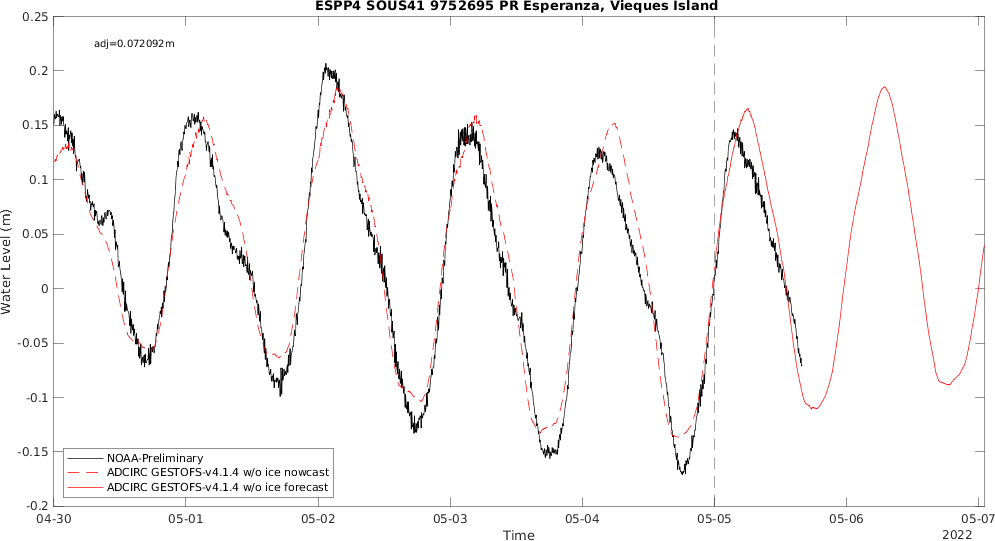 ESPP4 SOUS41 9752695 PR Esperanza, Vieques Island
adj=0.072092m
0.25
0.2
0.15
0.1
0.05
0
-0.05
-0.1
-0.15
-0.2
Water Level (m)
NOAA-Preliminary
ADCIRC GESTOFS-v4.1.4 w/o ice nowcast
ADCIRC GESTOFS-v4.1.4 w/o ice forecast
04-30 05-01 05-02 05-03 05-04 05-05 05-06 05-07
Time
2022